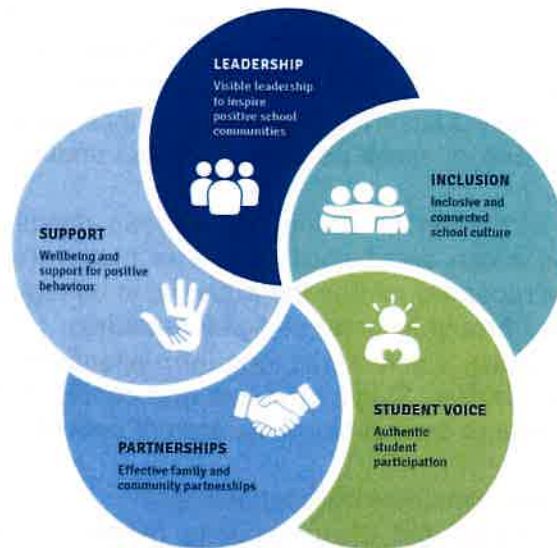 LEADERSHIP
Visible leadership
to inspire
positive school
communities
INCLUSION
Inclusive and
connected
school culture
STUDENT VOICE
Authentic
student
participation
PARTNERSHIPS
Effective family and
community partnerships
SUPPORT
Wellbeing and
support for positive
behaviour